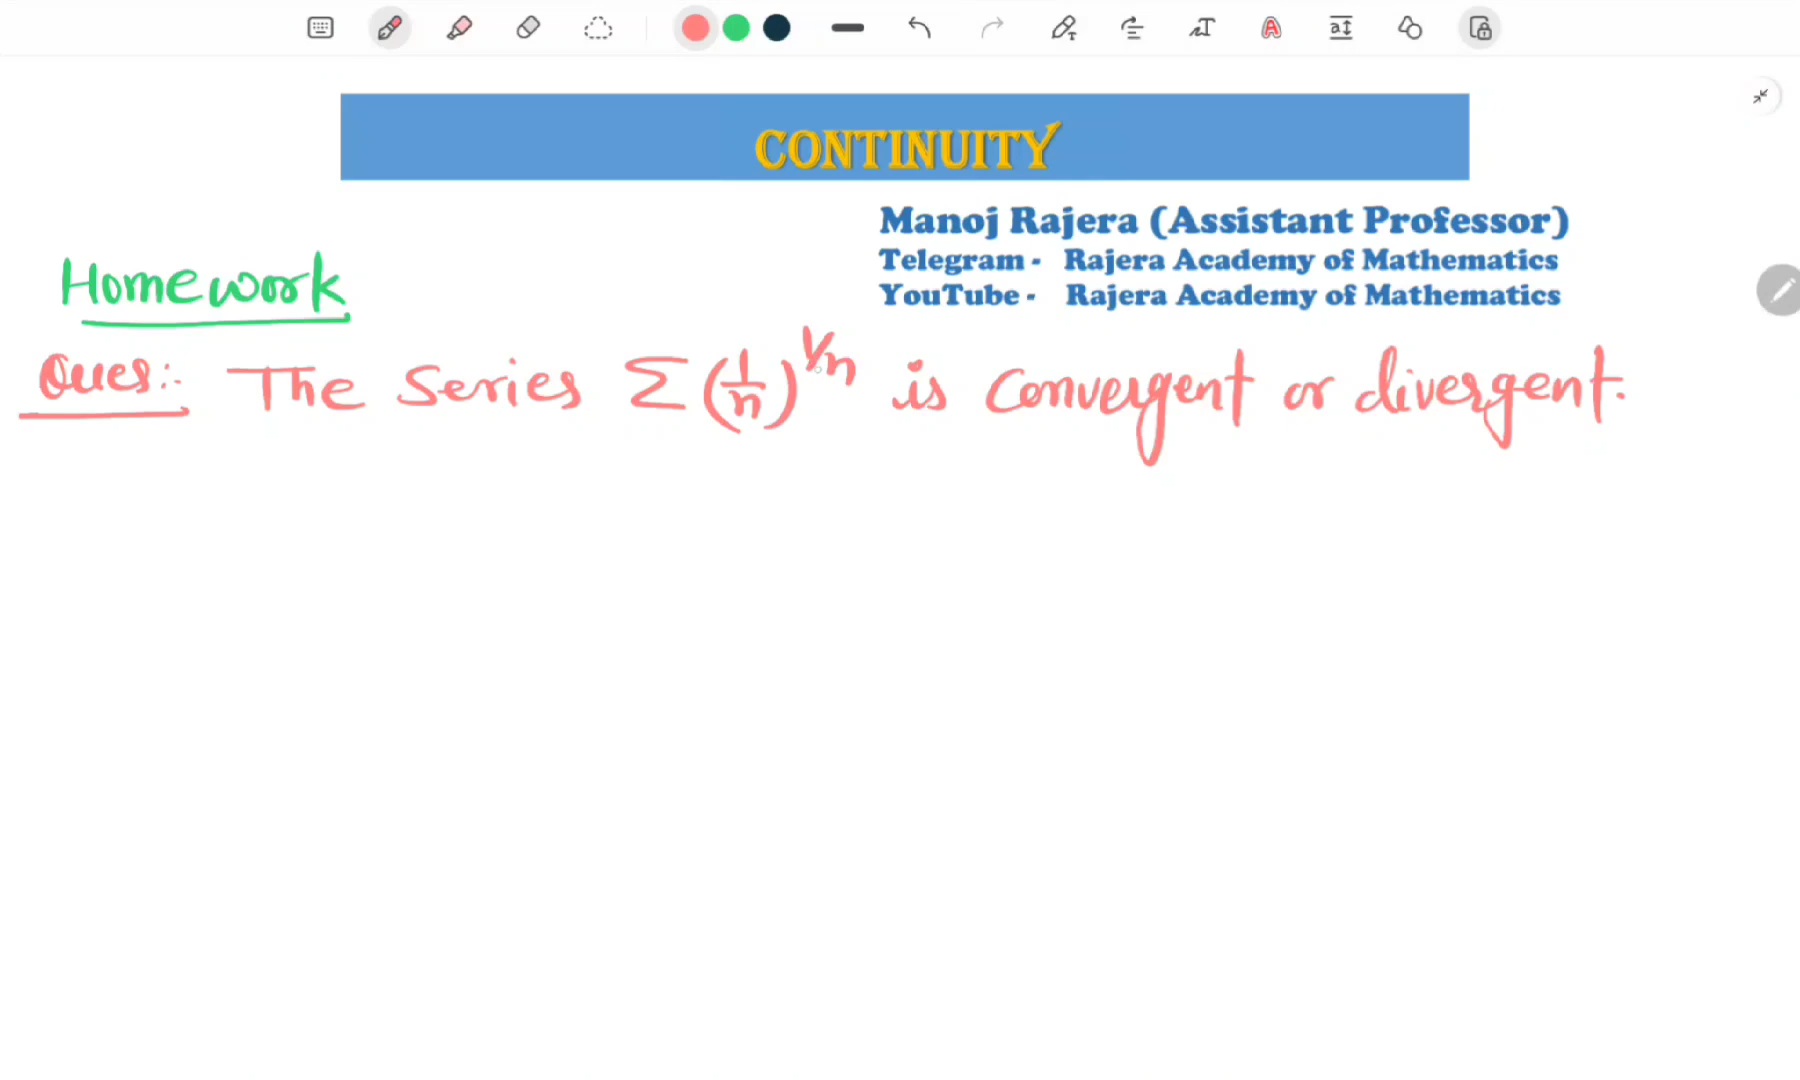 CONTINUITY
Manoj Rajera (Assistant Professor)
Telegram - Rajera Academy of Mathematics
YouTube - Rajera Academy of Mathematics
Homework
Ques:- The Series Σ(1/n)^1/n is convergent or divergent.